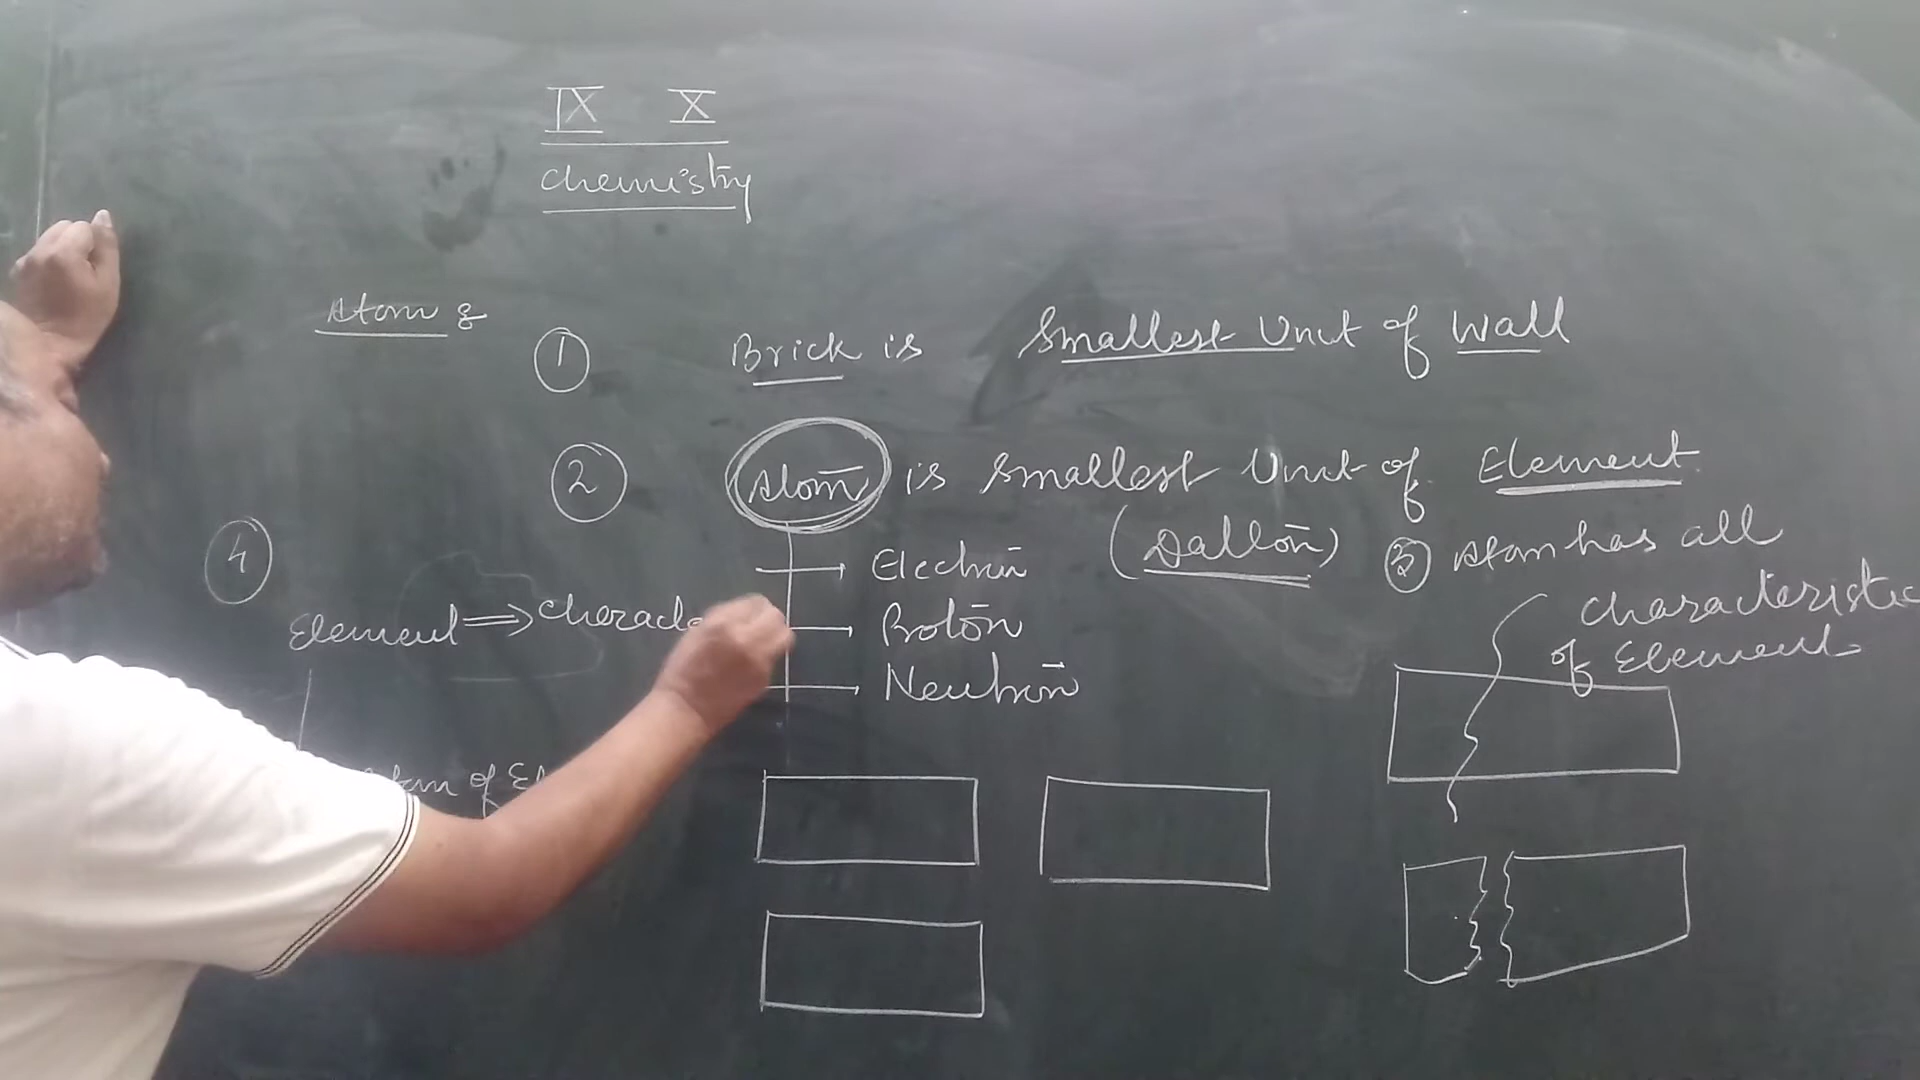 IX X
Chemistry
Atom :
① Brick is Smallest Unit of Wall
② Atom is Smallest Unit of Element
(Dalton)
Electron
Proton
Neutron
③ Atom has all
Characteristic
of Element
④
Element ⇒ Charact
of El